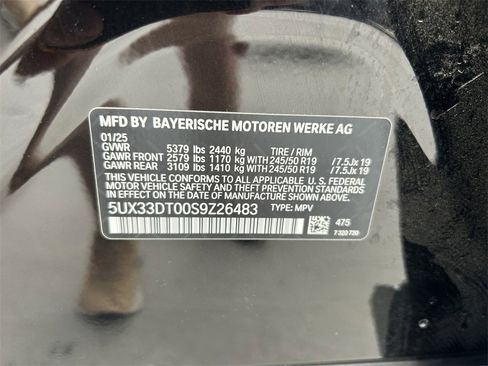 MFD BY BAYERISCHE MOTOREN WERKE AG
01/25
GVWR 5379 lbs 2440 kg TIRE / RIM
GAWR FRONT 2579 lbs 1170 kg WITH 245/50 R19 / 7.5Jx 19
GAWR REAR 3109 lbs 1410 kg WITH 245/50 R19 / 7.5Jx 19
THIS VEHICLE CONFORMS TO ALL APPLICABLE FEDERAL
MOTOR VEHICLE SAFETY AND THEFT PREVENTION STANDARDS
IN EFFECT ON THE DATE OF MANUFACTURE SHOWN ABOVE.
5UX33DT00S9Z26483 TYPE: MPV
475
7 320 720